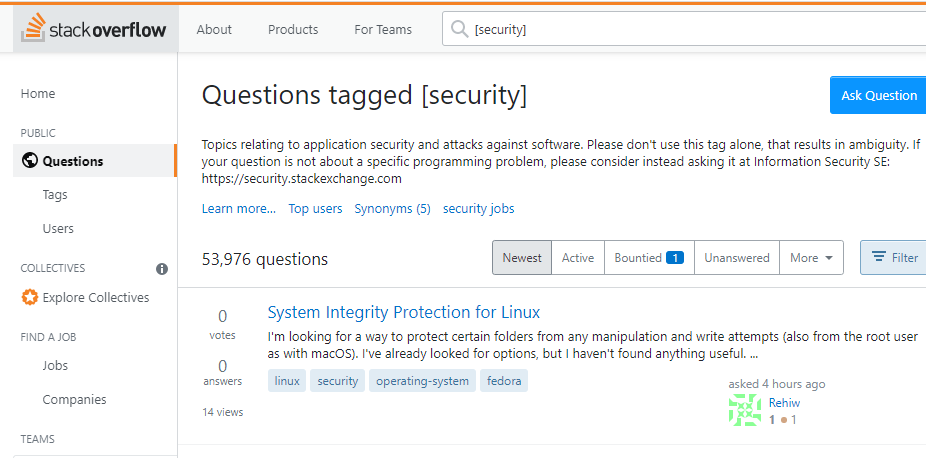 stack overflow
About
Products
For Teams
[security]
Home
PUBLIC
Questions
Tags
Users
COLLECTIVES
Explore Collectives
FIND A JOB
Jobs
Companies
TEAMS
Questions tagged [security]
Ask Question
Topics relating to application security and attacks against software. Please don't use this tag alone, that results in ambiguity. If
your question is not about a specific programming problem, please consider instead asking it at Information Security SE:
https://security.stackexchange.com
Learn more... Top users Synonyms (5) security jobs
53,976 questions
Newest Active Bountied 1 Unanswered More
Filter
0
votes
0
answers
14 views
System Integrity Protection for Linux
I'm looking for a way to protect certain folders from any manipulation and write attempts (also from the root user
as with macOS). I've already looked for options, but I haven't found anything useful. ...
linux security operating-system fedora
asked 4 hours ago
Rehiw
1 1